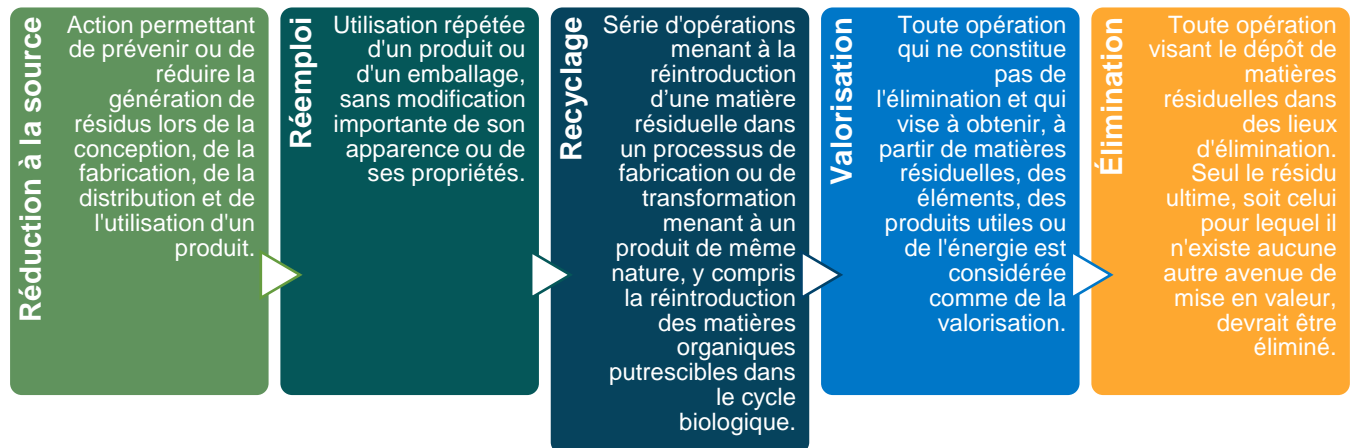 Réduction à la source
Action permettant
de prévenir ou de
réduire la
génération de
résidus lors de la
conception, de la
fabrication, de la
distribution et de
l'utilisation d'un
produit.
Réemploi
Utilisation répétée
d'un produit ou
d'un emballage,
sans modification
importante de son
apparence ou de
ses propriétés.
Recyclage
Série d'opérations
menant à la
réintroduction
d’une matière
résiduelle dans
un processus de
fabrication ou de
transformation
menant à un
produit de même
nature, y compris
la réintroduction
des matières
organiques
putrescibles dans
le cycle
biologique.
Valorisation
Toute opération
qui ne constitue
pas de
l'élimination et qui
vise à obtenir, à
partir de matières
résiduelles, des
éléments, des
produits utiles ou
de l'énergie est
considérée
comme de la
valorisation.
Élimination
Toute opération
visant le dépôt de
matières
résiduelles dans
des lieux
d'élimination.
Seul le résidu
ultime, soit celui
pour lequel il
n'existe aucune
autre avenue de
mise en valeur,
devrait être
éliminé.